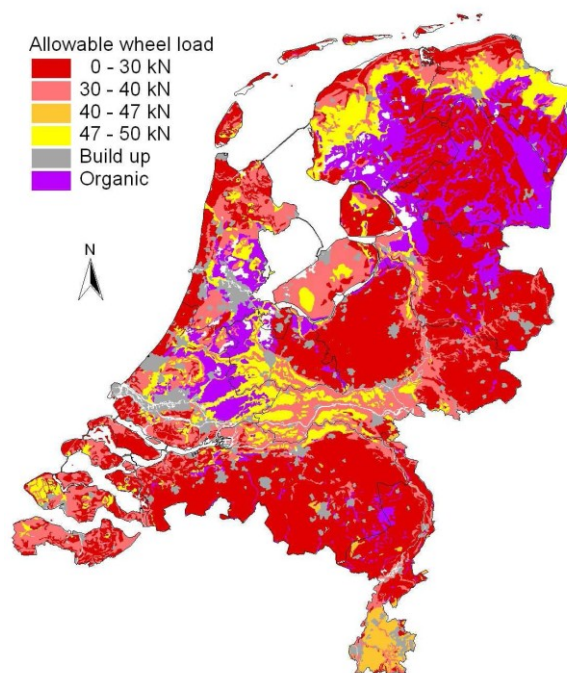 Allowable wheel load
0 - 30 kN
30 - 40 kN
40 - 47 kN
47 - 50 kN
Build up
Organic
N